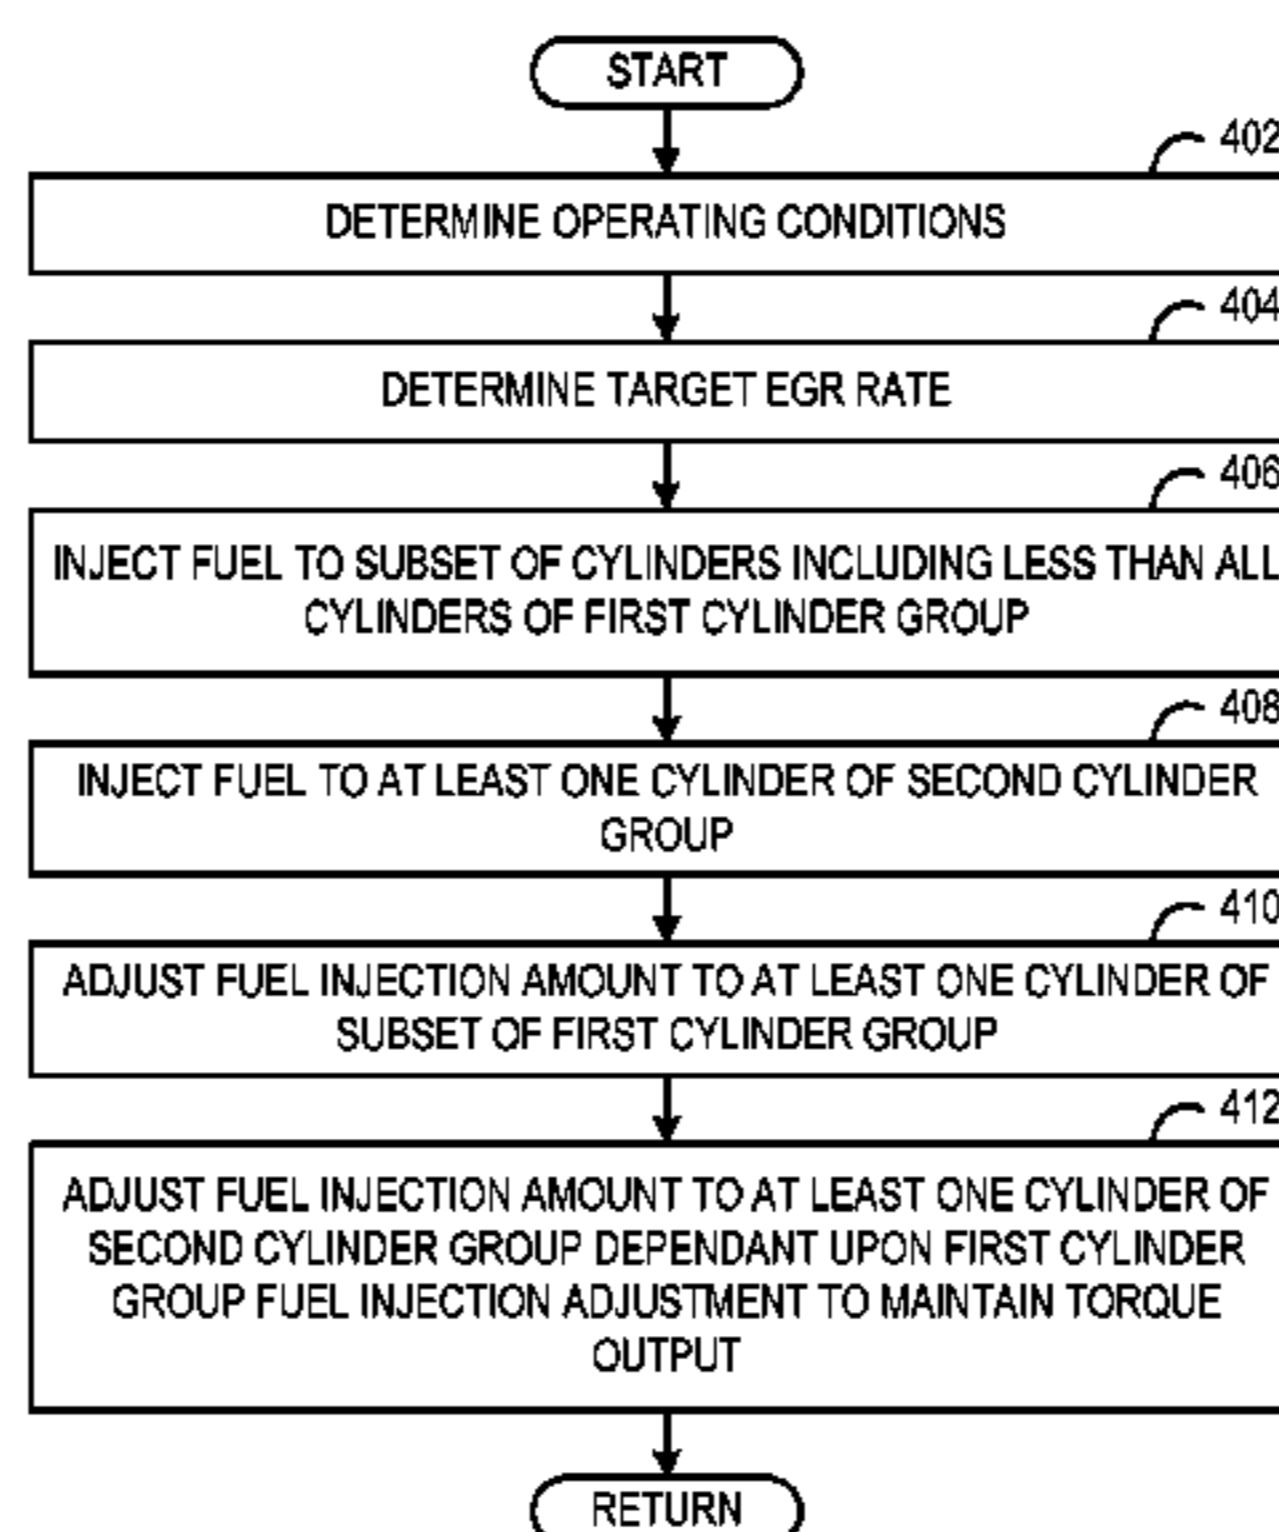 START
402
DETERMINE OPERATING CONDITIONS
404
DETERMINE TARGET EGR RATE
406
INJECT FUEL TO SUBSET OF CYLINDERS INCLUDING LESS THAN ALL
CYLINDERS OF FIRST CYLINDER GROUP
408
INJECT FUEL TO AT LEAST ONE CYLINDER OF SECOND CYLINDER
GROUP
410
ADJUST FUEL INJECTION AMOUNT TO AT LEAST ONE CYLINDER OF
SUBSET OF FIRST CYLINDER GROUP
412
ADJUST FUEL INJECTION AMOUNT TO AT LEAST ONE CYLINDER OF
SECOND CYLINDER GROUP DEPENDANT UPON FIRST CYLINDER
GROUP FUEL INJECTION ADJUSTMENT TO MAINTAIN TORQUE
OUTPUT
RETURN